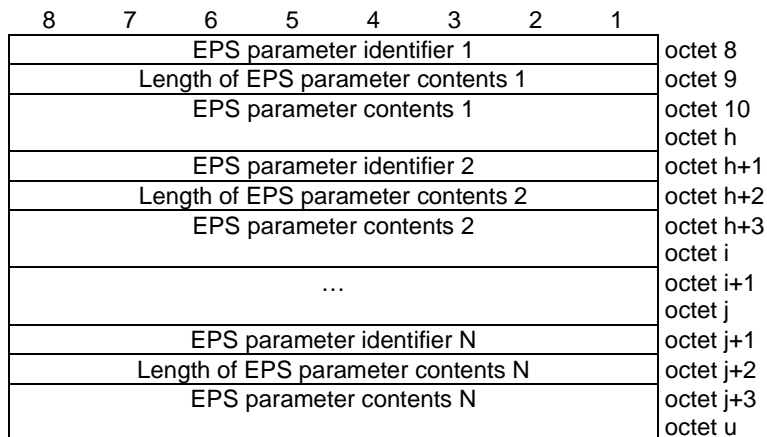 8 7 6 5 4 3 2 1
EPS parameter identifier 1 octet 8
Length of EPS parameter contents 1 octet 9
EPS parameter contents 1 octet 10
octet h
EPS parameter identifier 2 octet h+1
Length of EPS parameter contents 2 octet h+2
EPS parameter contents 2 octet h+3
octet i
… octet i+1
octet j
EPS parameter identifier N octet j+1
Length of EPS parameter contents N octet j+2
EPS parameter contents N octet j+3
octet u